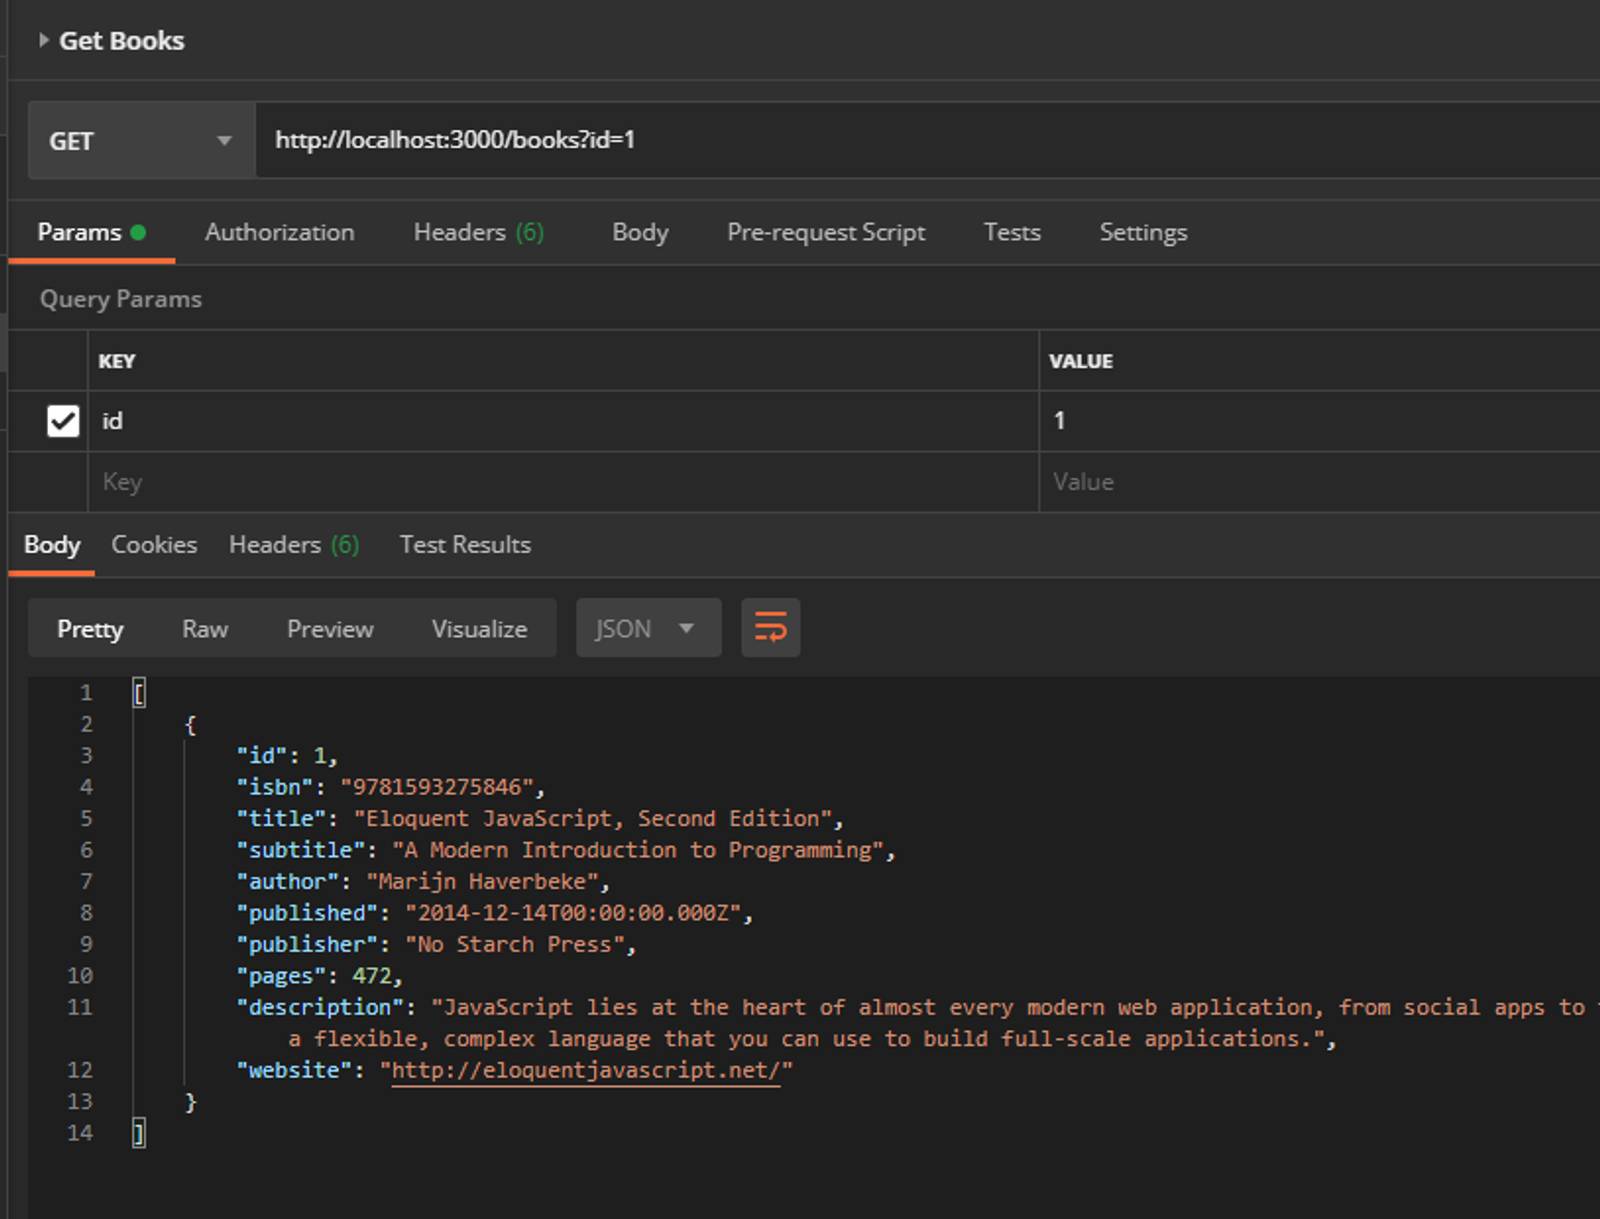 Get Books
GET http://localhost:3000/books?id=1
Params Authorization Headers (6) Body Pre-request Script Tests Settings
Query Params
KEY VALUE
id 1
Key Value
Body Cookies Headers (6) Test Results
Pretty Raw Preview Visualize JSON
1 [
2 {
3 "id": 1,
4 "isbn": "9781593275846",
5 "title": "Eloquent JavaScript, Second Edition",
6 "subtitle": "A Modern Introduction to Programming",
7 "author": "Marijn Haverbeke",
8 "published": "2014-12-14T00:00:00.000Z",
9 "publisher": "No Starch Press",
10 "pages": 472,
11 "description": "JavaScript lies at the heart of almost every modern web application, from social apps to
a flexible, complex language that you can use to build full-scale applications.",
12 "website": "http://eloquentjavascript.net/"
13 }
14 ]